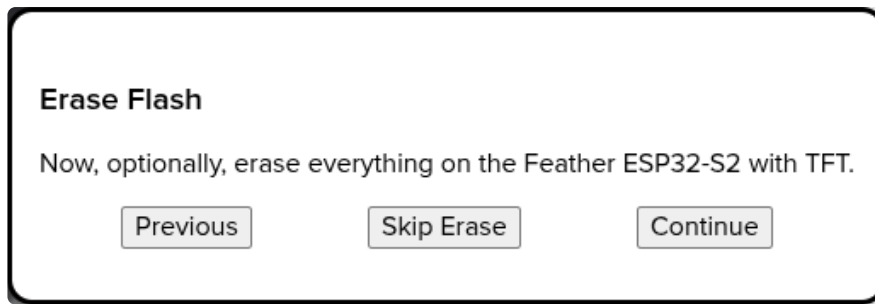 Erase Flash
Now, optionally, erase everything on the Feather ESP32-S2 with TFT.
Previous Skip Erase Continue